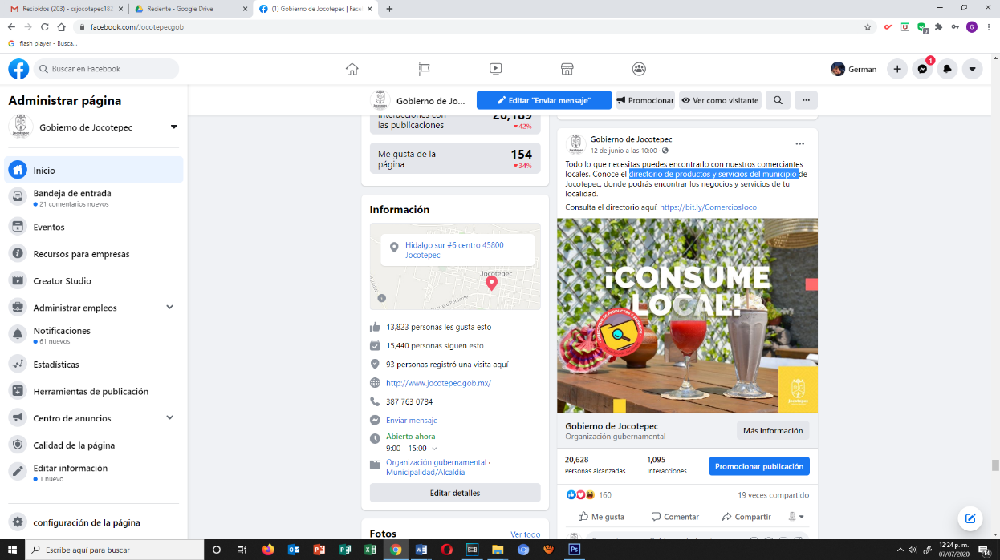 Recibidos (203) - csjocotepec182
Reciente - Google Drive
(1) Gobierno de Jocotepec | Face
facebook.com/Jocotepecgob
0
G
flash player - Busca...
Buscar en Facebook
German
1
Administrar página
Gobierno de Jocotepec
Inicio
Bandeja de entrada
21 comentarios nuevos
Eventos
Recursos para empresas
Creator Studio
Administrar empleos
Notificaciones
61 nuevos
Estadísticas
Herramientas de publicación
Centro de anuncios
Calidad de la página
Editar información
1 nuevo
configuración de la página
Gobierno de Jo...
Editar "Enviar mensaje"
Promocionar
Ver como visitante
Interacciones con
las publicaciones
20,189
42%
Me gusta de la
página
154
34%
Información
Hidalgo sur #6 centro 45800
Jocotepec
Jocotepec
13,823 personas les gusta esto
15,440 personas siguen esto
93 personas registró una visita aquí
http://www.jocotepec.gob.mx/
387 763 0784
Enviar mensaje
Abierto ahora
9:00 - 15:00
Organización gubernamental ·
Municipalidad/Alcaldía
Editar detalles
Fotos
Ver todo
Gobierno de Jocotepec
12 de junio a las 10:00 ·
Todo lo que necesitas puedes encontrarlo con nuestros comerciantes
locales. Conoce el directorio de productos y servicios del municipio de
Jocotepec, donde podrás encontrar los negocios y servicios de tu
localidad.
Consulta el directorio aquí: https://bit.ly/ComerciosJoco
¡CONSUME
LOCAL!
Jocotepec
Gobierno de Jocotepec
Organización gubernamental
Más información
20,628
Personas alcanzadas
1,095
Interacciones
Promocionar publicación
160
19 veces compartido
Me gusta
Comentar
Compartir
Escribe aquí para buscar
12:24 p. m.
07/07/2020
14